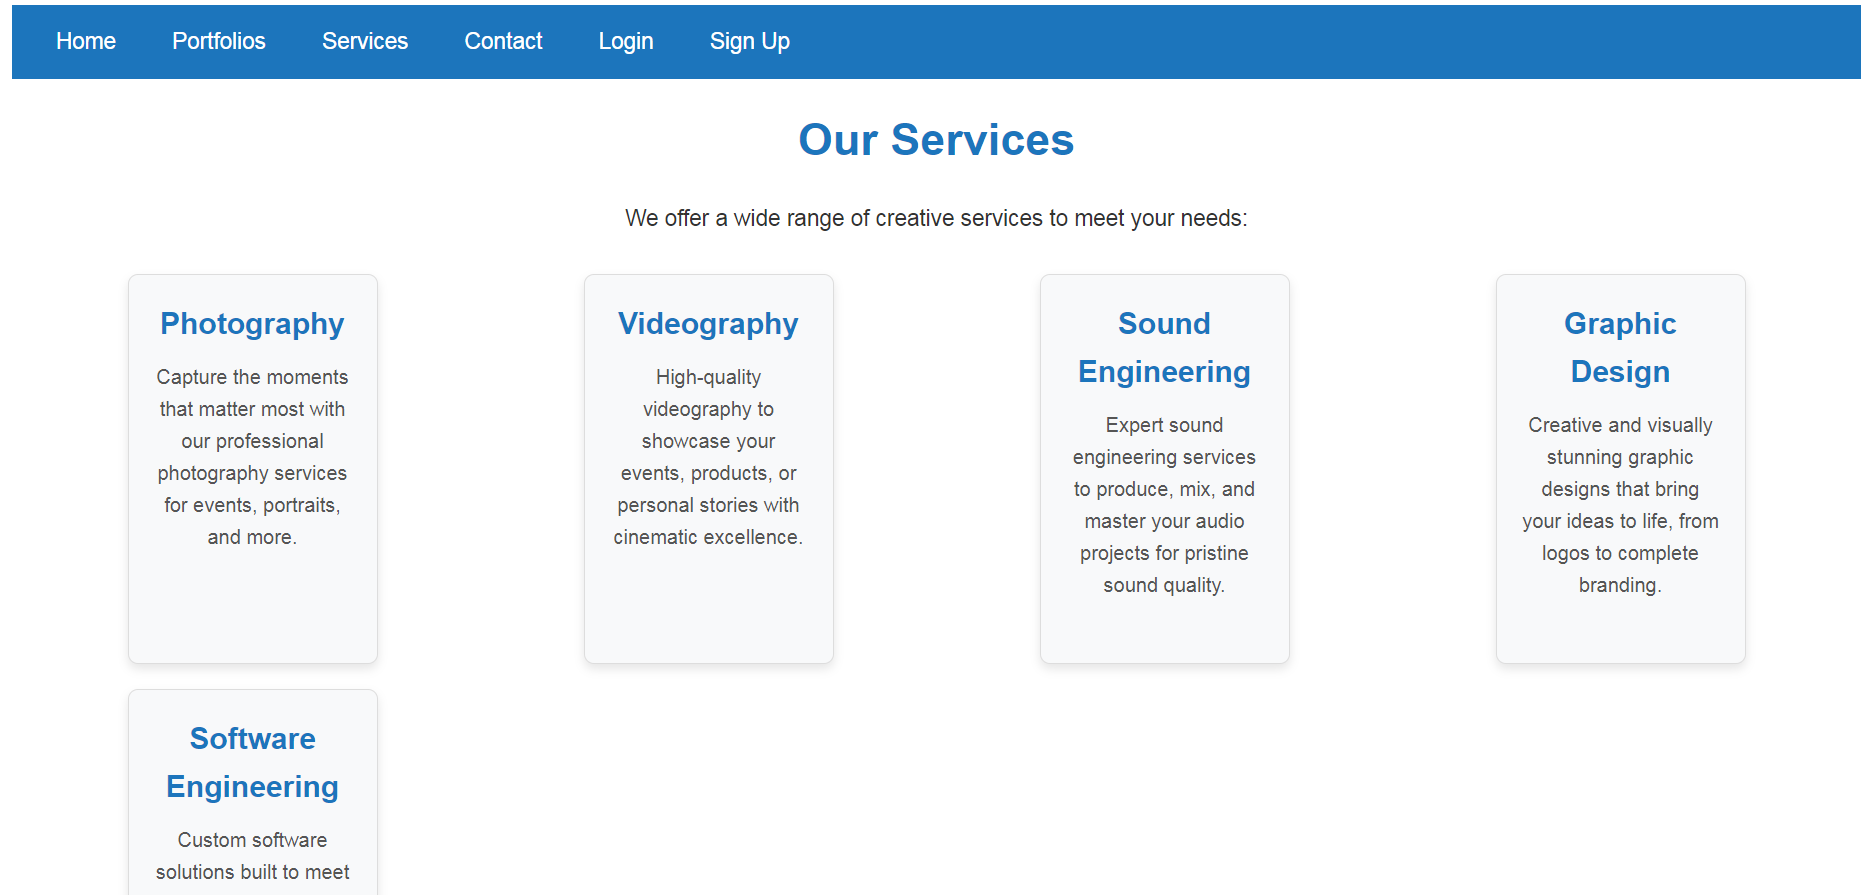 Home Portfolios Services Contact Login Sign Up
Our Services
We offer a wide range of creative services to meet your needs:
Photography
Capture the moments
that matter most with
our professional
photography services
for events, portraits,
and more.
Videography
High-quality
videography to
showcase your
events, products, or
personal stories with
cinematic excellence.
Sound
Engineering
Expert sound
engineering services
to produce, mix, and
master your audio
projects for pristine
sound quality.
Graphic
Design
Creative and visually
stunning graphic
designs that bring
your ideas to life, from
logos to complete
branding.
Software
Engineering
Custom software
solutions built to meet